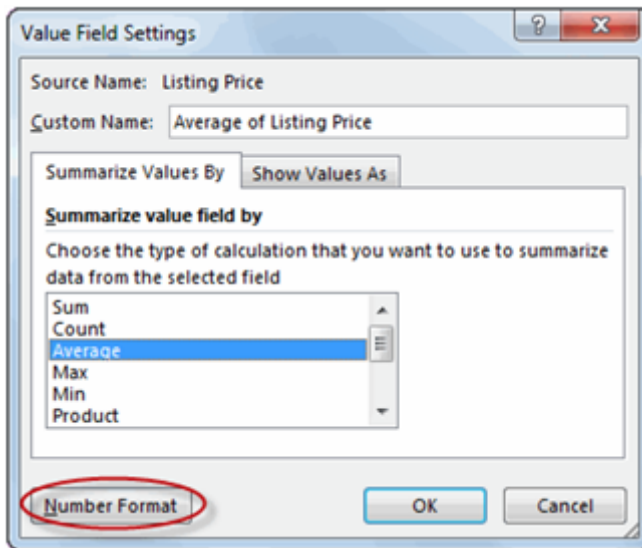 Value Field Settings
Source Name: Listing Price
Custom Name: Average of Listing Price
Summarize Values By Show Values As
Summarize value field by
Choose the type of calculation that you want to use to summarize
data from the selected field
Sum
Count
Average
Max
Min
Product
Number Format OK Cancel